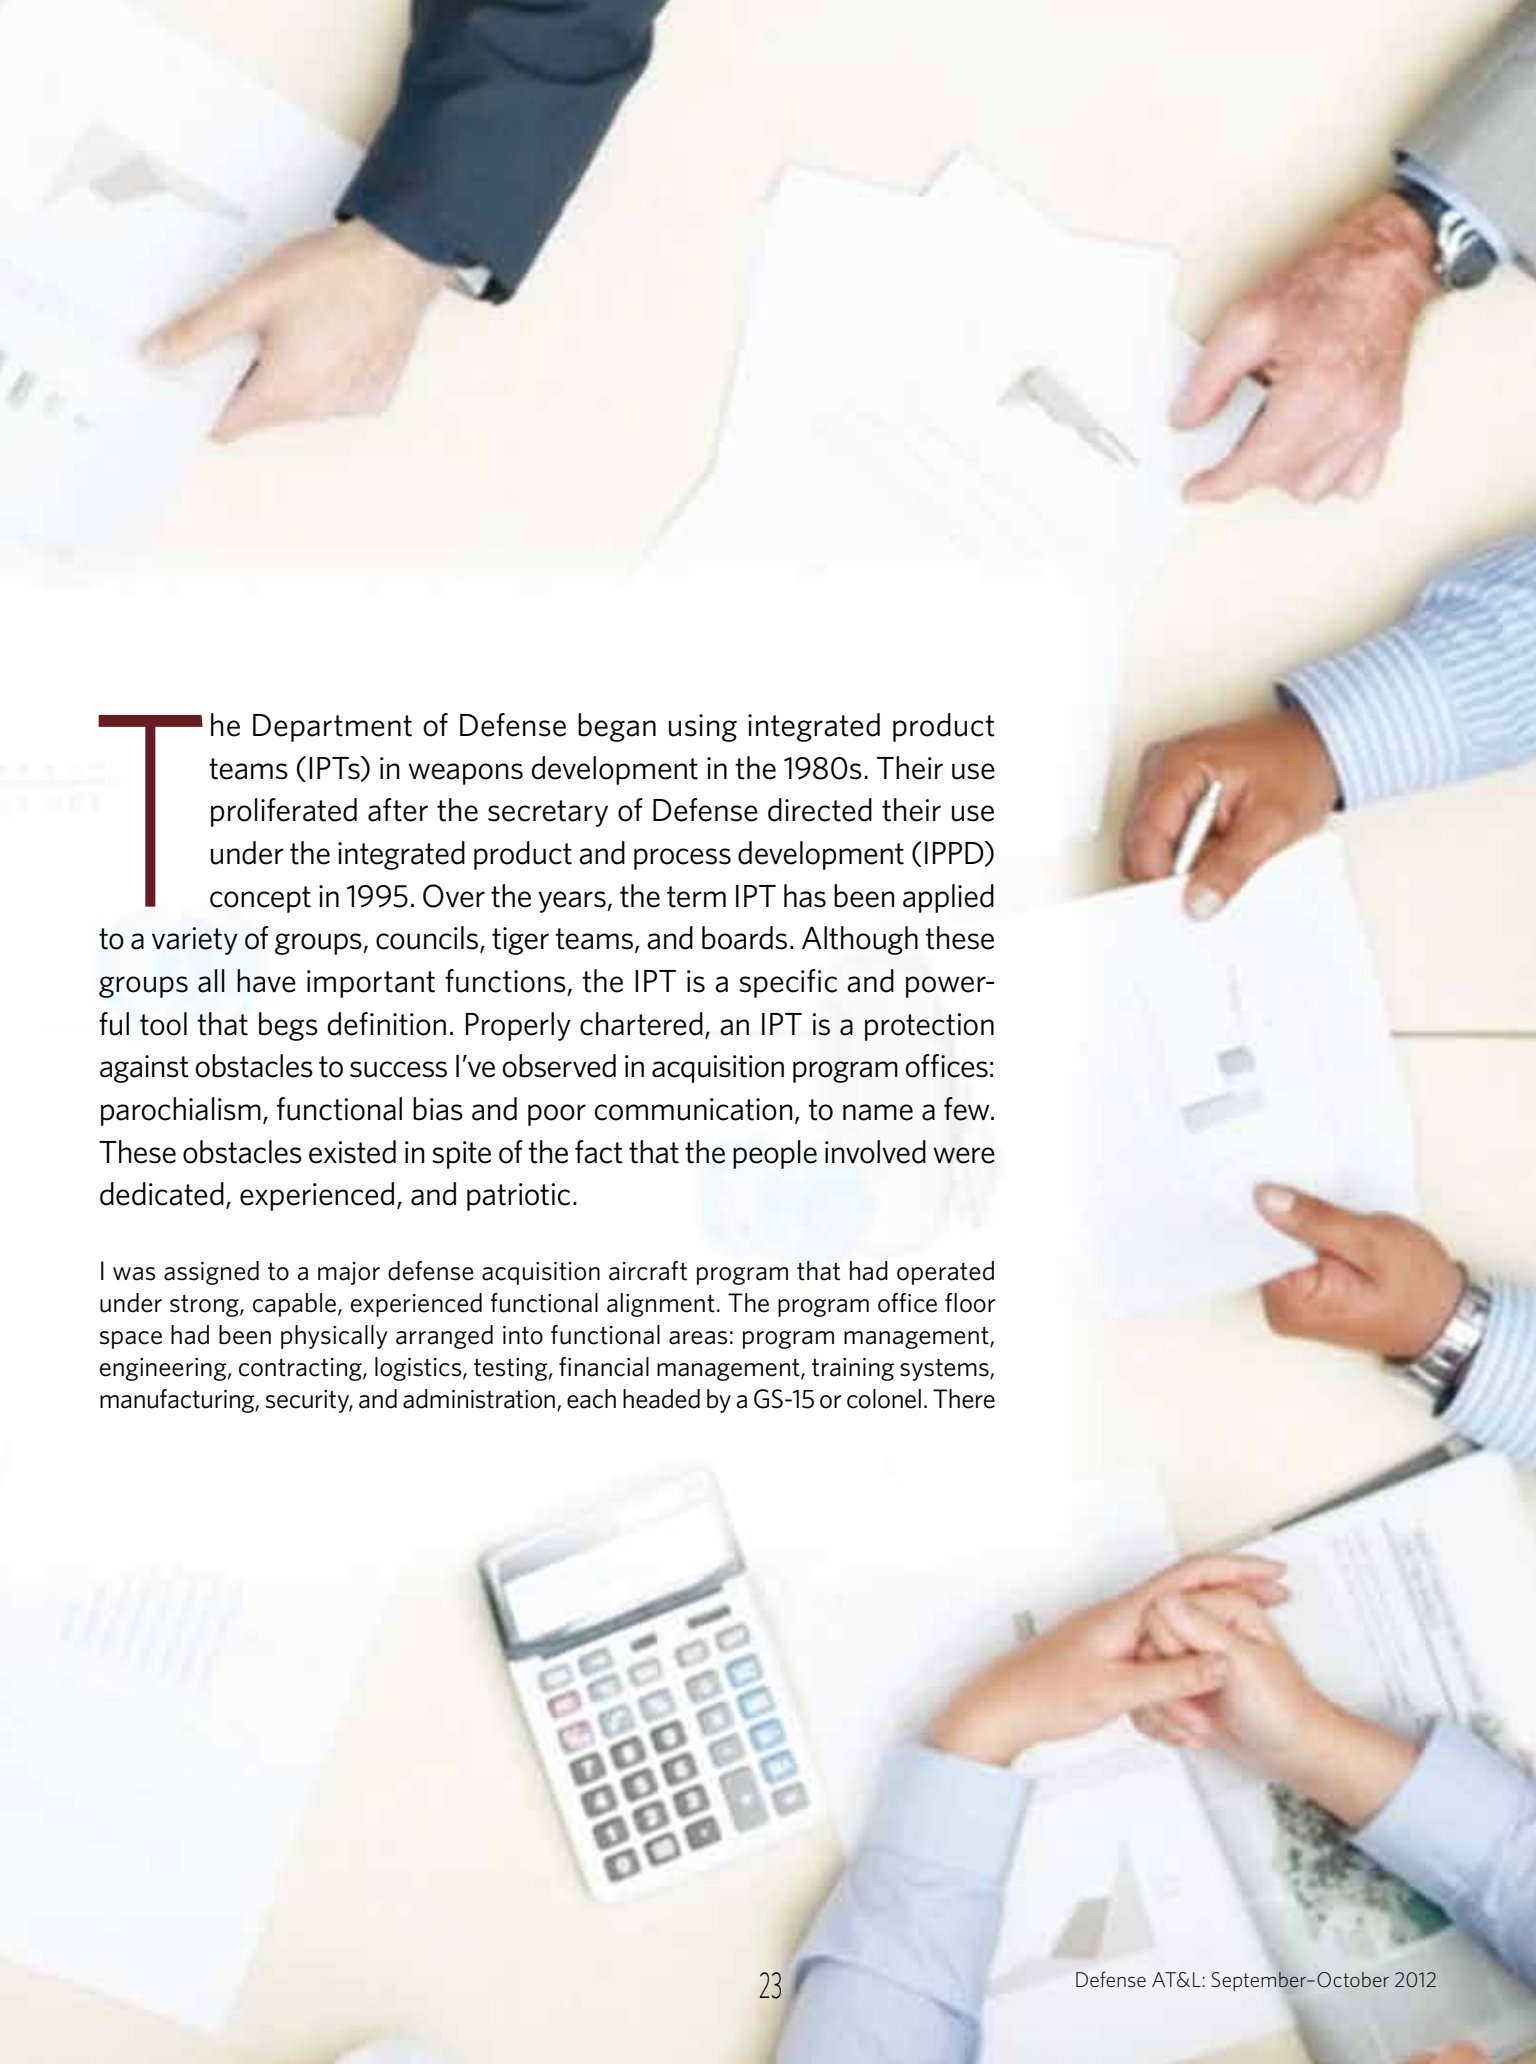 The Department of Defense began using integrated product
teams (IPTs) in weapons development in the 1980s. Their use
proliferated after the secretary of Defense directed their use
under the integrated product and process development (IPPD)
concept in 1995. Over the years, the term IPT has been applied
to a variety of groups, councils, tiger teams, and boards. Although these
groups all have important functions, the IPT is a specific and power-
ful tool that begs definition. Properly chartered, an IPT is a protection
against obstacles to success I’ve observed in acquisition program offices:
parochialism, functional bias and poor communication, to name a few.
These obstacles existed in spite of the fact that the people involved were
dedicated, experienced, and patriotic.
I was assigned to a major defense acquisition aircraft program that had operated
under strong, capable, experienced functional alignment. The program office floor
space had been physically arranged into functional areas: program management,
engineering, contracting, logistics, testing, financial management, training systems,
manufacturing, security, and administration, each headed by a GS-15 or colonel. There
23
Defense AT&L: September–October 2012